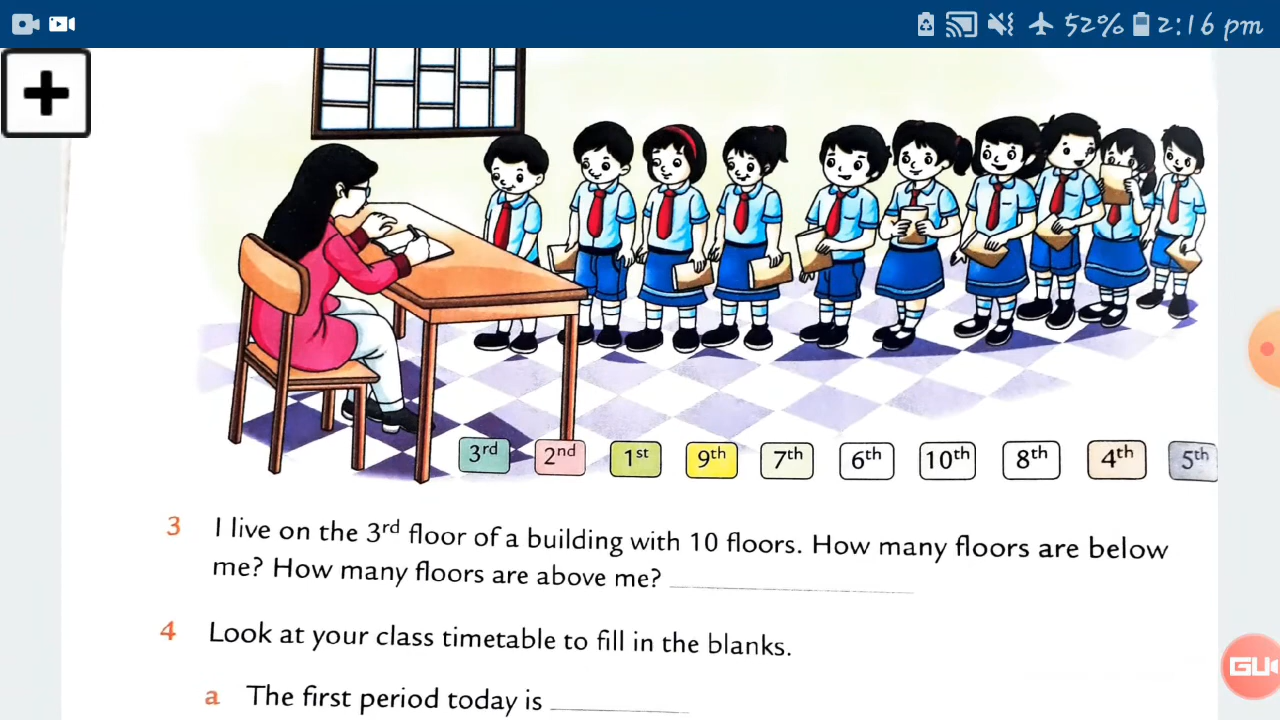 52% 2:16 pm
3rd 2nd 1st 9th 7th 6th 10th 8th 4th 5th
3 I live on the 3rd floor of a building with 10 floors. How many floors are below
me? How many floors are above me?
4 Look at your class timetable to fill in the blanks.
a The first period today is
GU